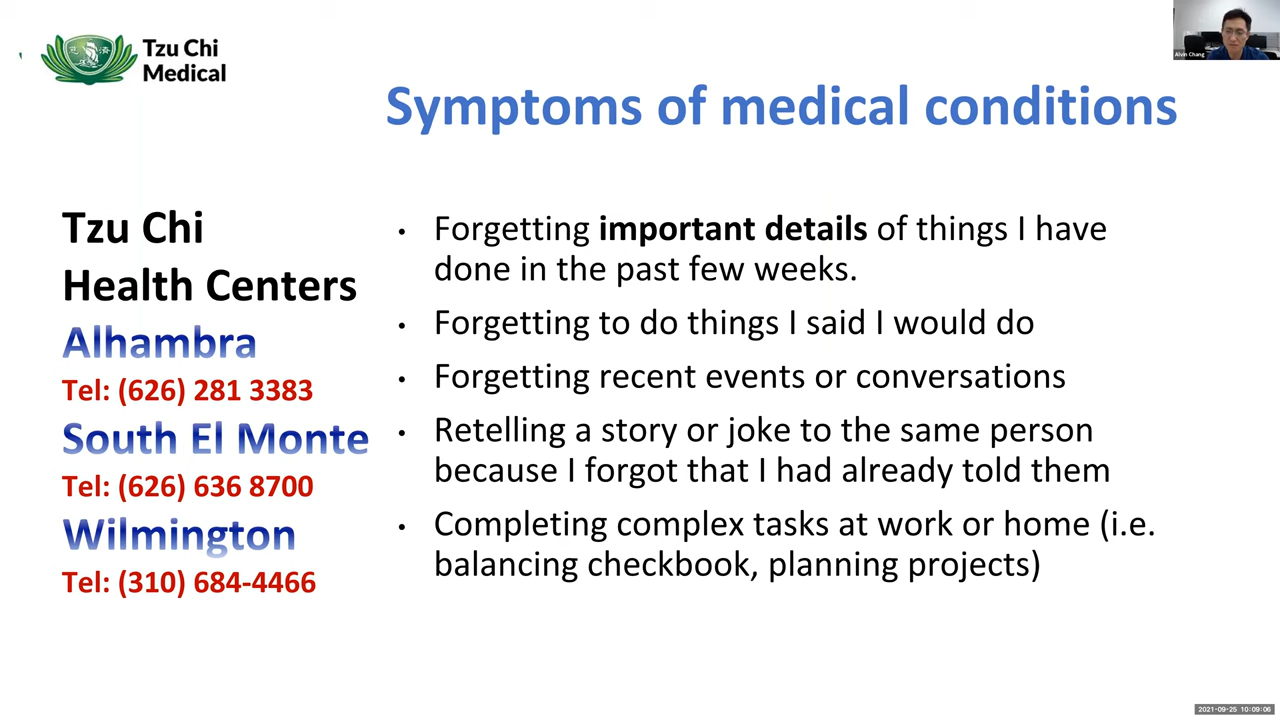 Tzu Chi
Medical
Alvin Chang
Symptoms of medical conditions
Tzu Chi
Health Centers
Alhambra
Tel: (626) 281 3383
South El Monte
Tel: (626) 636 8700
Wilmington
Tel: (310) 684-4466
• Forgetting important details of things I have
done in the past few weeks.
• Forgetting to do things I said I would do
• Forgetting recent events or conversations
• Retelling a story or joke to the same person
because I forgot that I had already told them
• Completing complex tasks at work or home (i.e.
balancing checkbook, planning projects)
2021-09-25 10:09:06